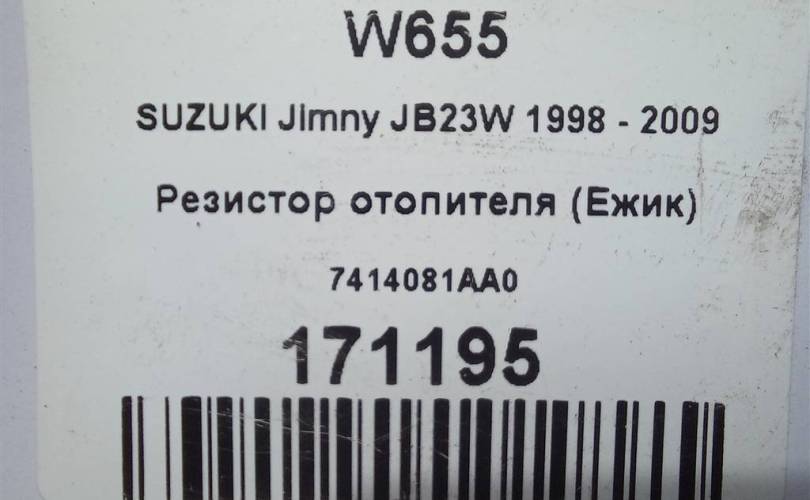 W655
SUZUKI Jimny JB23W 1998 - 2009
Резистор отопителя (Ежик)
7414081AA0
171195